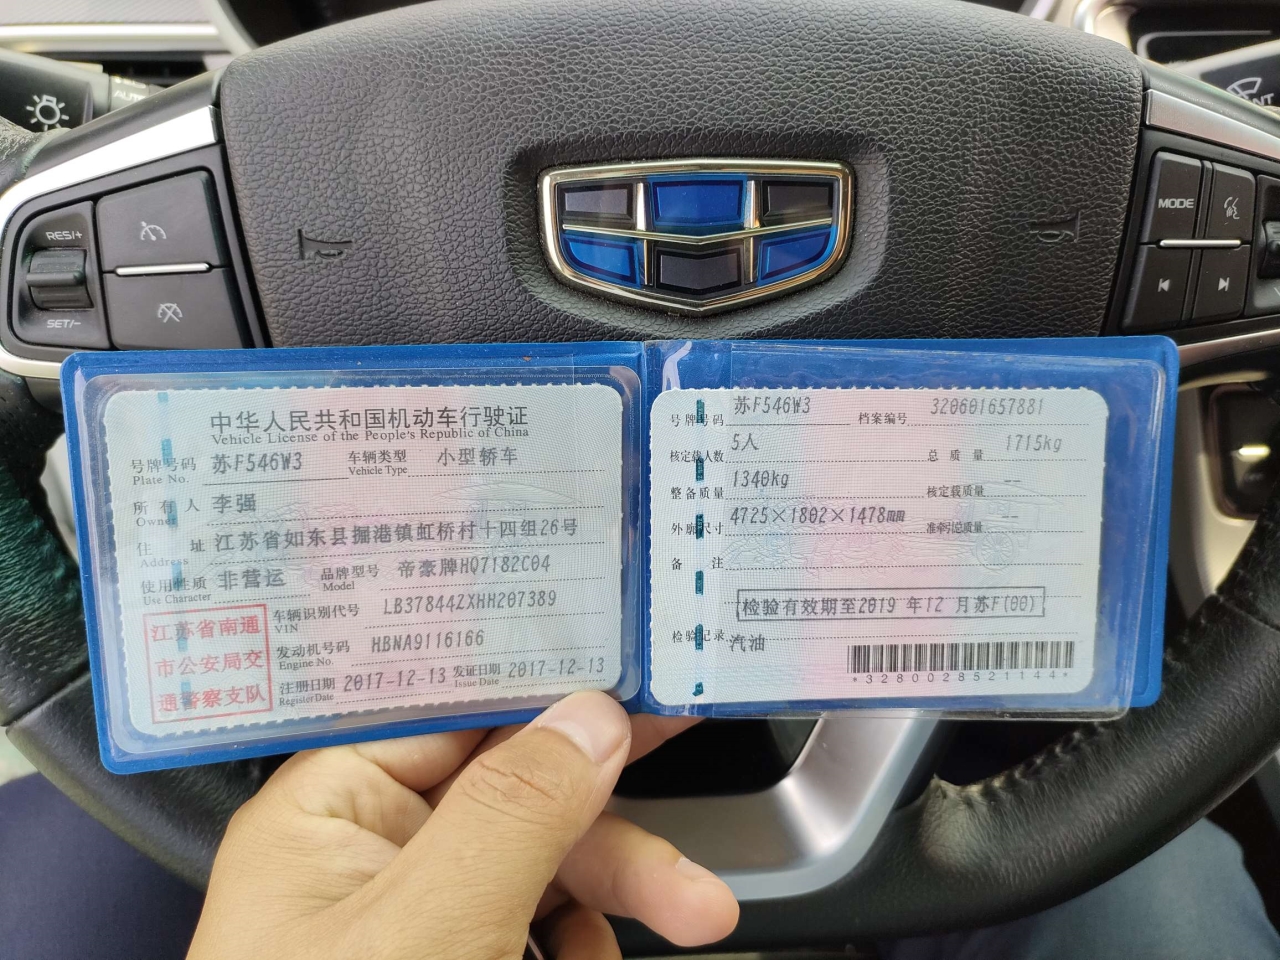 RES/+
SET/-
MODE
中华人民共和国机动车行驶证
Vehicle License of the People's Republic of China
号牌号码 苏F546W3 车辆类型 小型轿车
Plate No. Vehicle Type
所有人 李强
Owner
住址 江苏省如东县掘港镇虹桥村十四组26号
Address
使用性质 非营运 品牌型号 帝豪牌HQ7182C04
Use Character Model
江苏省南通
市公安局交
通警察支队
车辆识别代号 LB37844ZXHH207389
VIN
发动机号码 HBNA9116166
Engine No.
注册日期 2017-12-13 发证日期 2017-12-13
Register Date Issue Date
号牌号码 苏F546W3 档案编号 320601657881
核定载人数 5人 总质量 1715kg
整备质量 1340kg 核定载质量 --
外廓尺寸 4725×1802×1478mm 准牵引总质量 --
备注
检验有效期至2019年12月苏F(00)
检验记录 汽油
*3280028521144*